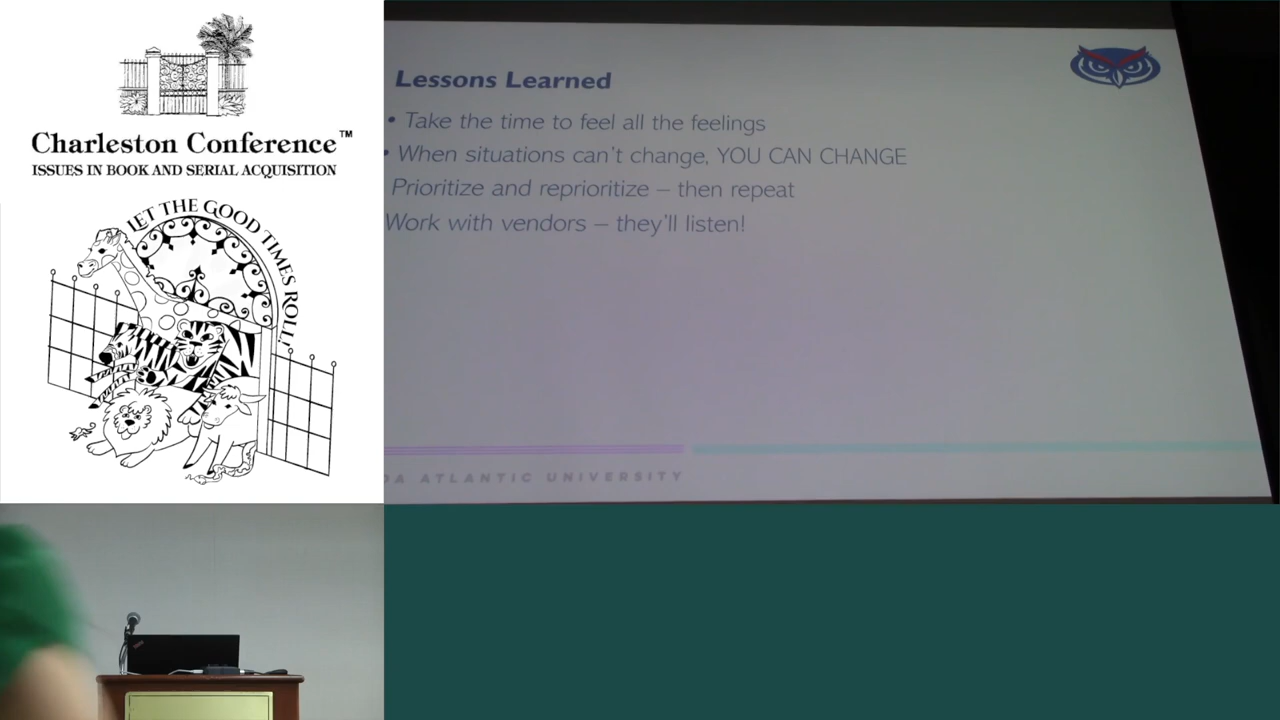 Charleston Conference™
ISSUES IN BOOK AND SERIAL ACQUISITION
LET THE GOOD TIMES ROLL!
Lessons Learned
• Take the time to feel all the feelings
• When situations can't change, YOU CAN CHANGE
Prioritize and reprioritize – then repeat
Work with vendors – they'll listen!
ATLANTIC UNIVERSITY